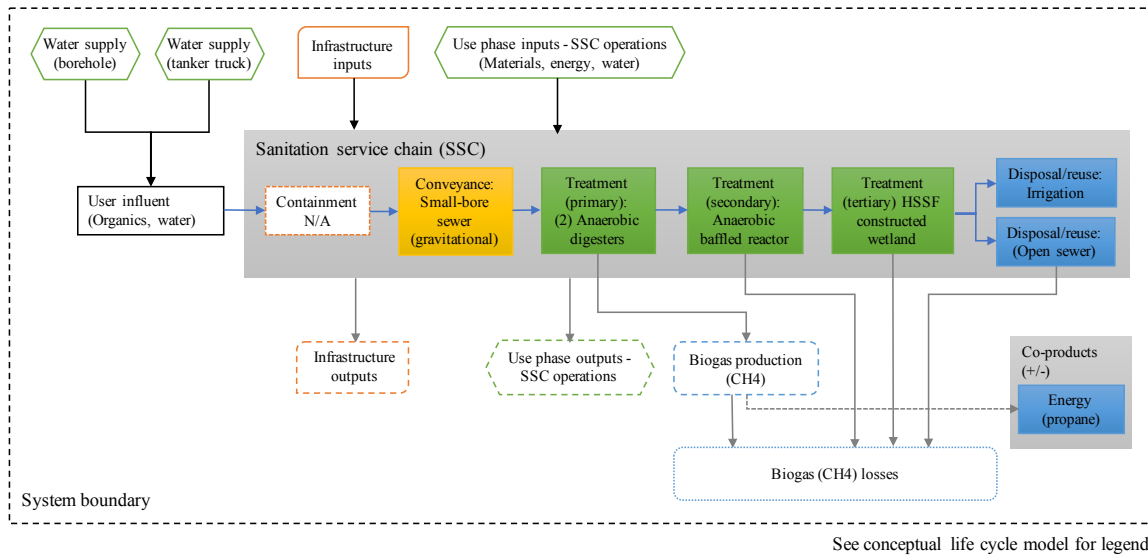 Water supply
(borehole)
Water supply
(tanker truck)
Infrastructure
inputs
Use phase inputs - SSC operations
(Materials, energy, water)
Sanitation service chain (SSC)
User influent
(Organics, water)
Containment
N/A
Conveyance:
Small-bore
sewer
(gravitational)
Treatment
(primary):
(2) Anaerobic
digesters
Treatment
(secondary):
Anaerobic
baffled reactor
Treatment
(tertiary) HSSF
constructed
wetland
Disposal/reuse:
Irrigation
Disposal/reuse:
(Open sewer)
Infrastructure
outputs
Use phase outputs -
SSC operations
Biogas production
(CH4)
Co-products
(+/-)
Energy
(propane)
Biogas (CH4) losses
System boundary
See conceptual life cycle model for legend